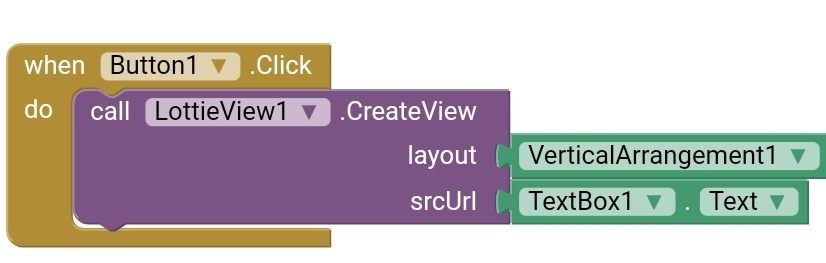 when Button1 ▼ .Click
do call LottieView1 ▼ .CreateView
layout VerticalArrangement1 ▼
srcUrl TextBox1 ▼ . Text ▼